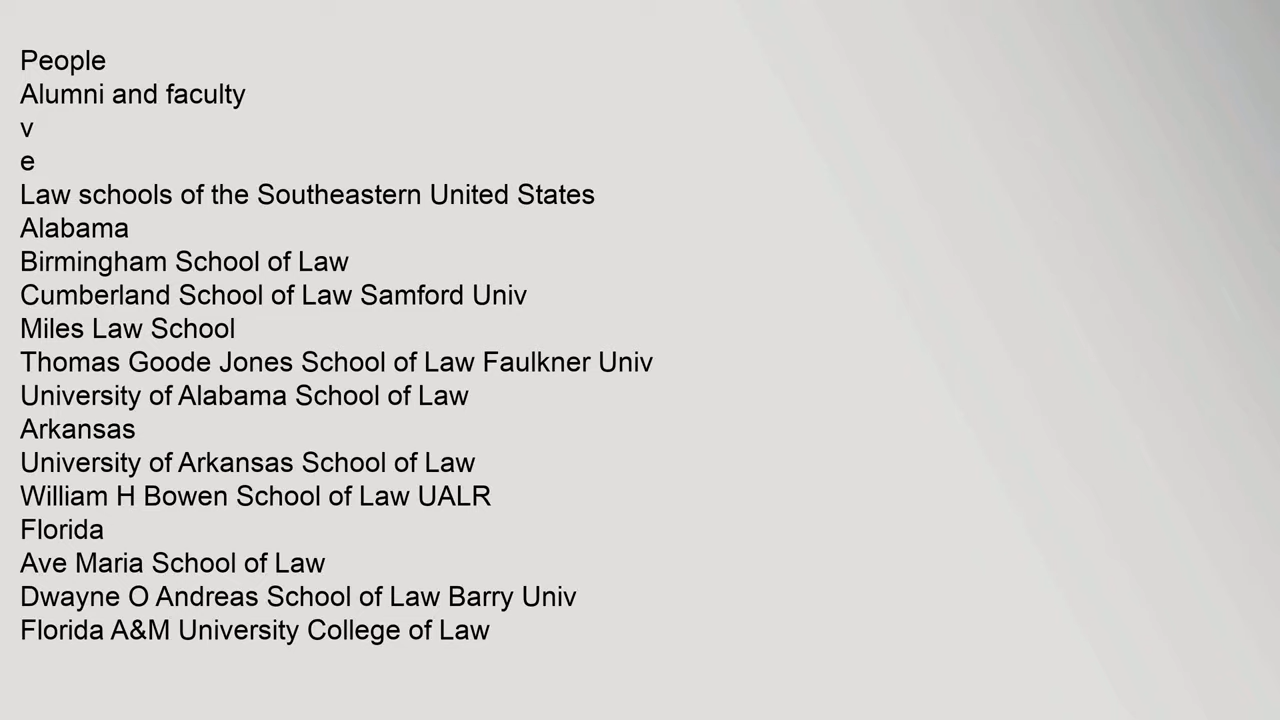 People
Alumni and faculty
v
e
Law schools of the Southeastern United States
Alabama
Birmingham School of Law
Cumberland School of Law Samford Univ
Miles Law School
Thomas Goode Jones School of Law Faulkner Univ
University of Alabama School of Law
Arkansas
University of Arkansas School of Law
William H Bowen School of Law UALR
Florida
Ave Maria School of Law
Dwayne O Andreas School of Law Barry Univ
Florida A&M University College of Law